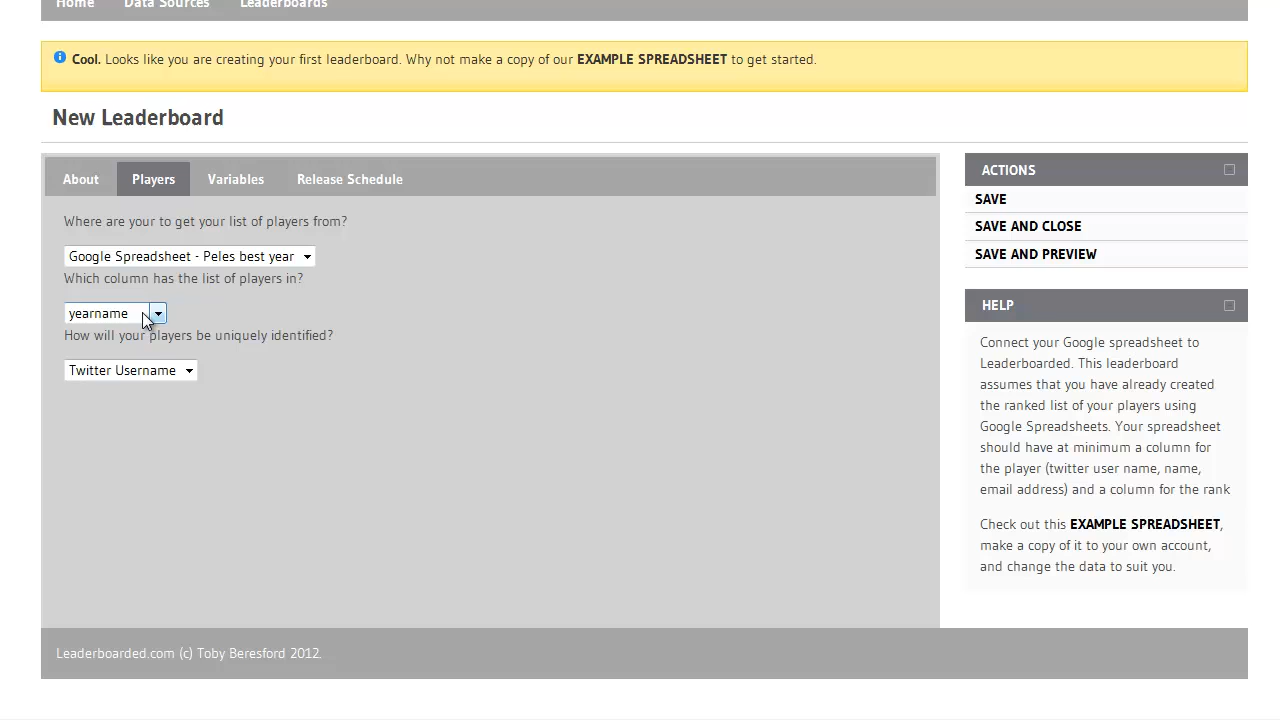 Home Data Sources Leaderboards
Cool. Looks like you are creating your first leaderboard. Why not make a copy of our EXAMPLE SPREADSHEET to get started.
New Leaderboard
About Players Variables Release Schedule
Where are your to get your list of players from?
Google Spreadsheet - Peles best year
Which column has the list of players in?
yearname
How will your players be uniquely identified?
Twitter Username
ACTIONS
SAVE
SAVE AND CLOSE
SAVE AND PREVIEW
HELP
Connect your Google spreadsheet to
Leaderboarded. This leaderboard
assumes that you have already created
the ranked list of your players using
Google Spreadsheets. Your spreadsheet
should have at minimum a column for
the player (twitter user name, name,
email address) and a column for the rank
Check out this EXAMPLE SPREADSHEET,
make a copy of it to your own account,
and change the data to suit you.
Leaderboarded.com (c) Toby Beresford 2012.